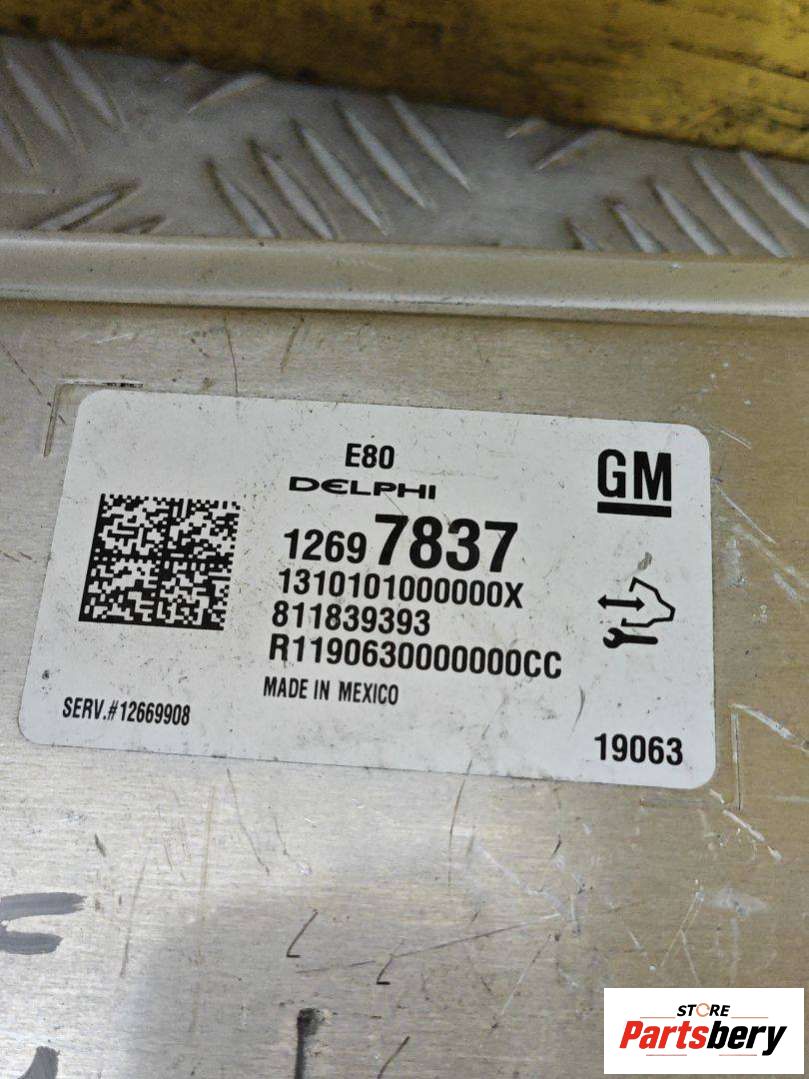 E80
DELPHI
GM
12697837
1310101000000X
811839393
R1190630000000CC
MADE IN MEXICO
SERV.#12669908
19063
STORE
Partsbery